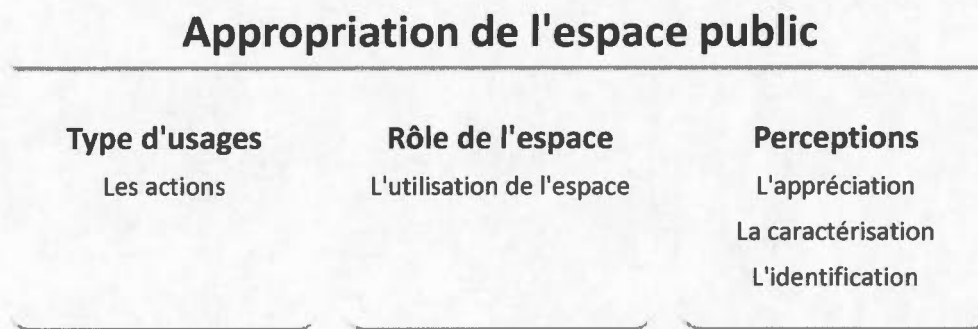 Appropriation de l'espace public
Type d'usages
Les actions
Rôle de l'espace
L'utilisation de l'espace
Perceptions
L'appréciation
La caractérisation
L'identification